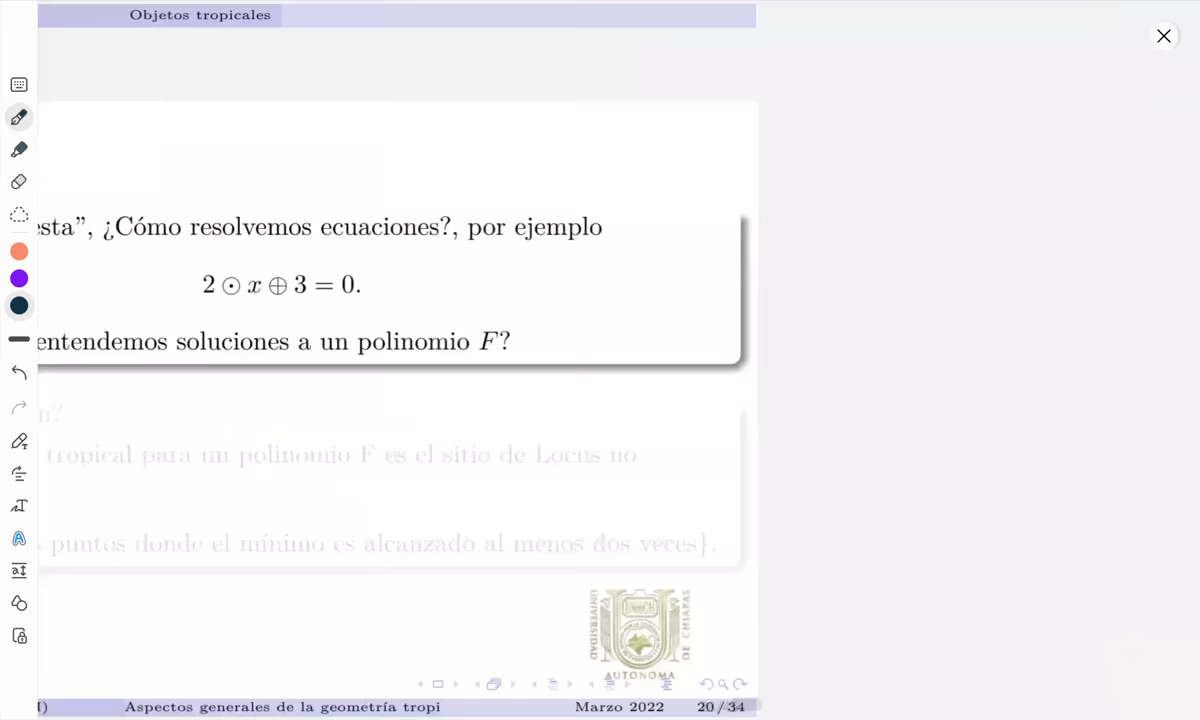 Objetos tropicales
esta”, ¿Cómo resolvemos ecuaciones?, por ejemplo
2 ⊙ x ⊕ 3 = 0.
entendemos soluciones a un polinomio F?
n?
tropical para un polinomio F es el sitio de Locus no
puntos donde el mínimo es alcanzado al menos dos veces}.
UNIVERSIDAD
AUTONOMA
DE CHIAPAS
Aspectos generales de la geometría tropi
Marzo 2022
20 / 34